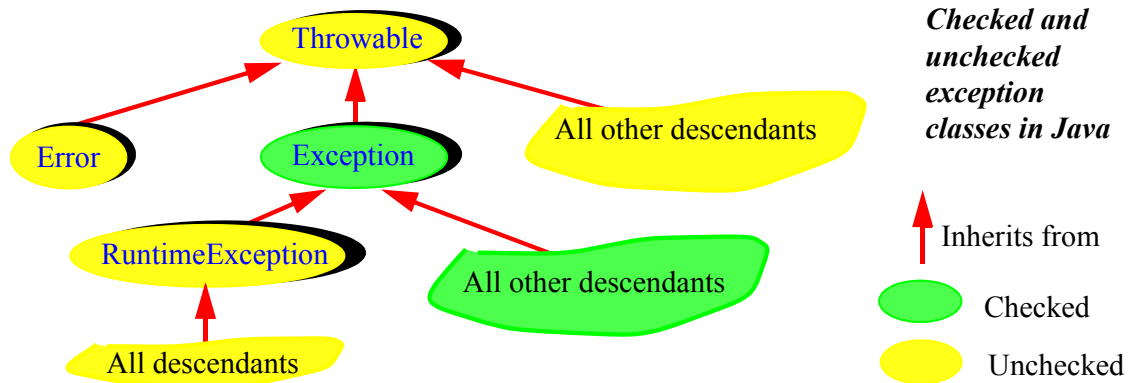 Throwable
Checked and
unchecked
exception
classes in Java
All other descendants
Error
Exception
RuntimeException
All other descendants
Inherits from
Checked
All descendants
Unchecked